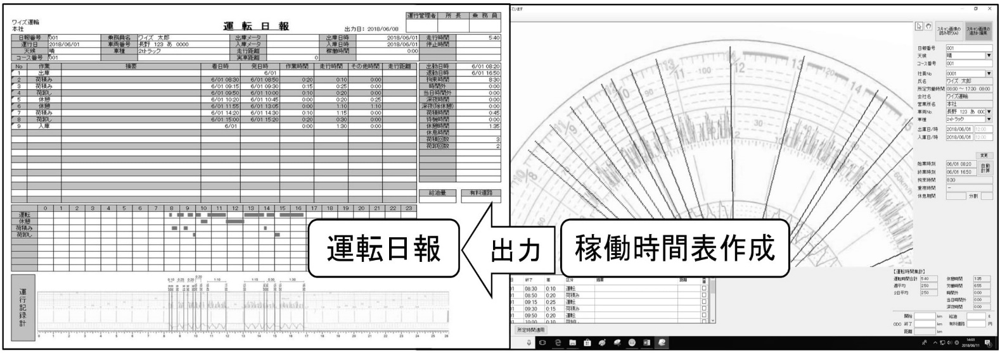 ワイズ運輸
本社
運転日報
出力日: 2018/06/08
運行管理者 所長 乗務員
日報番号 001 乗務員名 ワイズ 太郎 出庫メータ 出庫日時 2018/06/01 走行時間 5:40
運行日 2018/06/01 車両番号 長野 123 あ 0000 入庫メータ 入庫日時 2018/06/01 停止時間
天候 晴 車種 2tトラック 走行距離 稼働時間 0:00
コース番号 001 実車距離 0
No 作業 摘要 着日時 発日時 作業時間 走行時間 その他時間 走行距離
1 出庫 6/01
2 荷積み 6/01 08:30 6/01 08:50 0:20 0:10 0:00
3 荷積み 6/01 09:15 6/01 09:30 0:15 0:25 0:00
4 荷卸し 6/01 09:50 6/01 10:00 0:10 0:20 0:00
5 休憩 6/01 10:20 6/01 10:45 0:00 0:20 0:25
6 休憩 6/01 11:55 6/01 13:05 0:00 1:10 1:10
7 荷積み 6/01 14:20 6/01 14:30 0:10 1:15 0:00
8 荷卸し 6/01 15:00 6/01 15:20 0:20 0:30 0:00
9 入庫 6/01 0:00 1:30 0:00
出勤日時 6/01 08:20
退勤日時 6/01 16:50
拘束時間 8:30
時間外 0:00
当日時間外 0:00
深夜時間 0:00
深夜(除休憩) 0:00
荷積時間 0:45
待機時間 0:00
休憩時間 1:35
休息時間
荷積回数 3
荷卸回数 2
給油量 有料道路
0 1 2 3 4 5 6 7 8 9 10 11 12 13 14 15 16 17 18 19 20 21 22 23
運転
休憩
荷積み
荷卸し
運行記録計
0:10 0:25 0:20 0:20 1:10 1:15 0:30 1:30
0 1 2 3 4 5 6 7 8 9 10 11 12 13 14 15 16 17 18 19 20 21 22 23 24 25 26
運転日報
出力
稼働時間表作成
スキャン画像の読み取り(A)
スキャン画像の追加・編集
日報番号 001
天候 晴
コース番号 001
社員No 0001
氏名 ワイズ 太郎
所定労働時間 08:00 ～ 17:30 08:00
会社名 ワイズ運輸
営業所名 本社
車両No 長野 123 あ 000
車種 2tトラック
出庫日/時 2018/06/01 12:00
入庫日/時 2018/06/01 12:00
変更
始業時刻 06/01 08:20
終業時刻 06/01 16:50
自動計算
拘束時間 8:30
重複時間 －
休息期間 分割
【運転時間集計】
運転時間合計 5:40 休憩時間 1:35
週平均 2:50 労働時間 6:55
2日平均 2:50 時間外 0:00
当日時間外 0:00
深夜時間 0:00
開始 km 給油 ℓ
ODO 終了 km 有料道路 円
距離 km
終了 差 区分 摘要 距離
01 08:30 0:10 運転
01 08:50 0:20 荷積み
01 09:15 0:25 運転
01 09:30 0:15 荷積み
01 09:50 0:20 運転
01 10:00 0:10 荷卸し
所定時間適用
14:03
2018/06/11